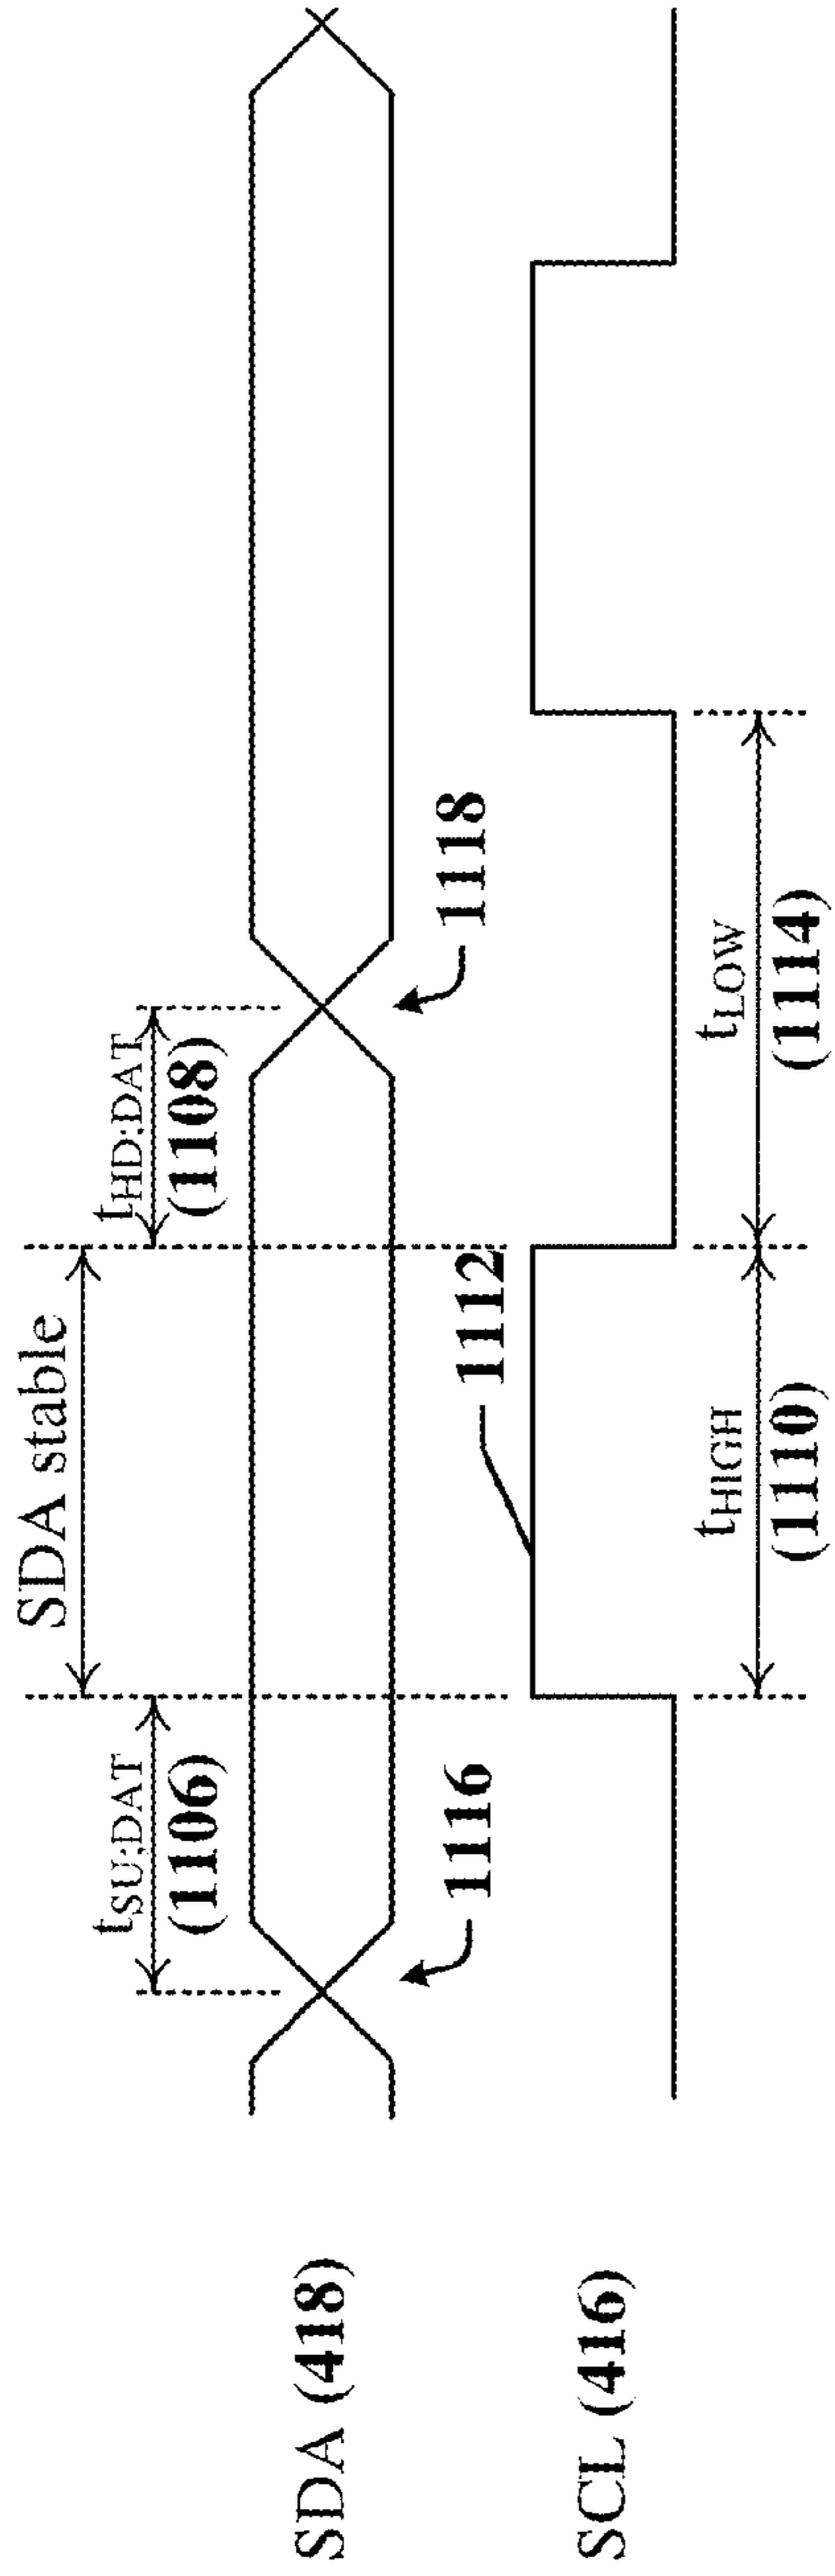 SDA stable
tSU;DAT
(1106)
tHD;DAT
(1108)
SDA (418)
1116
1118
1112
SCL (416)
tHIGH
(1110)
tLOW
(1114)